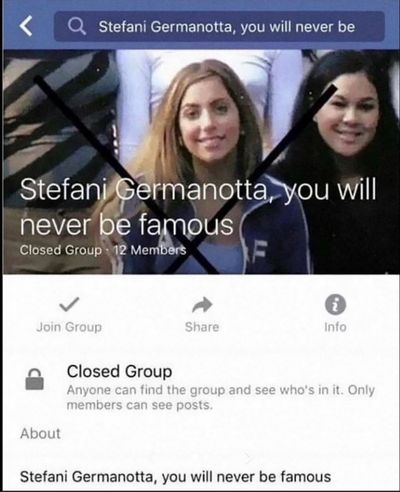 Stefani Germanotta, you will never be
Stefani Germanotta, you will
never be famous
Closed Group · 12 Members
F
Join Group
Share
Info
Closed Group
Anyone can find the group and see who's in it. Only
members can see posts.
About
Stefani Germanotta, you will never be famous